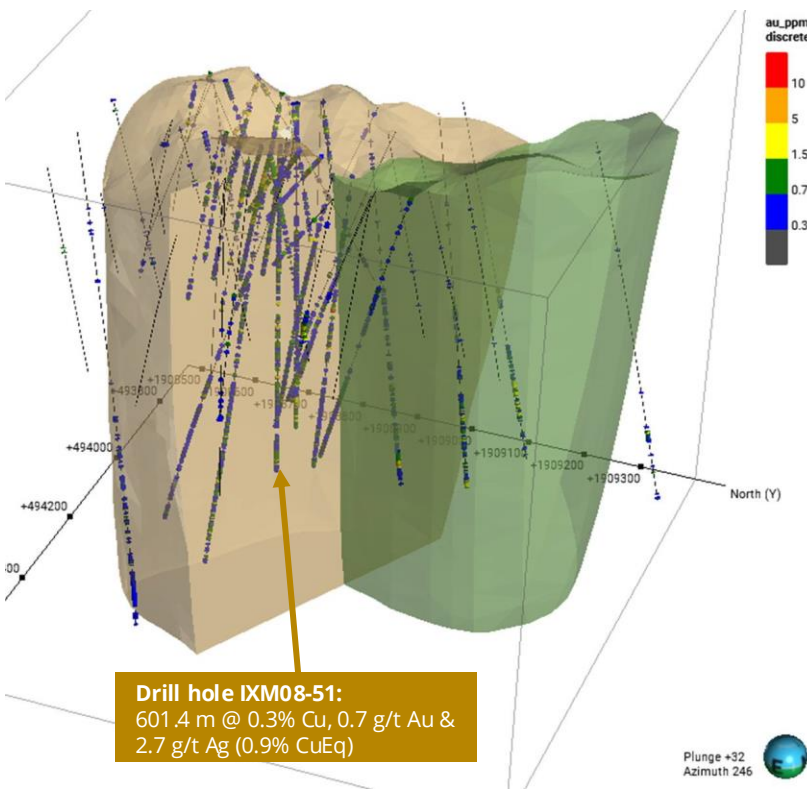 au_ppm
discrete
10
5
1.5
0.7
0.3
+1908500
+493800
+1908600
+494000
+1909100
+1909200
+494200
+1909300
North (Y)
Drill hole IXM08-51:
601.4 m @ 0.3% Cu, 0.7 g/t Au &
2.7 g/t Ag (0.9% CuEq)
Plunge +32
Azimuth 246
E